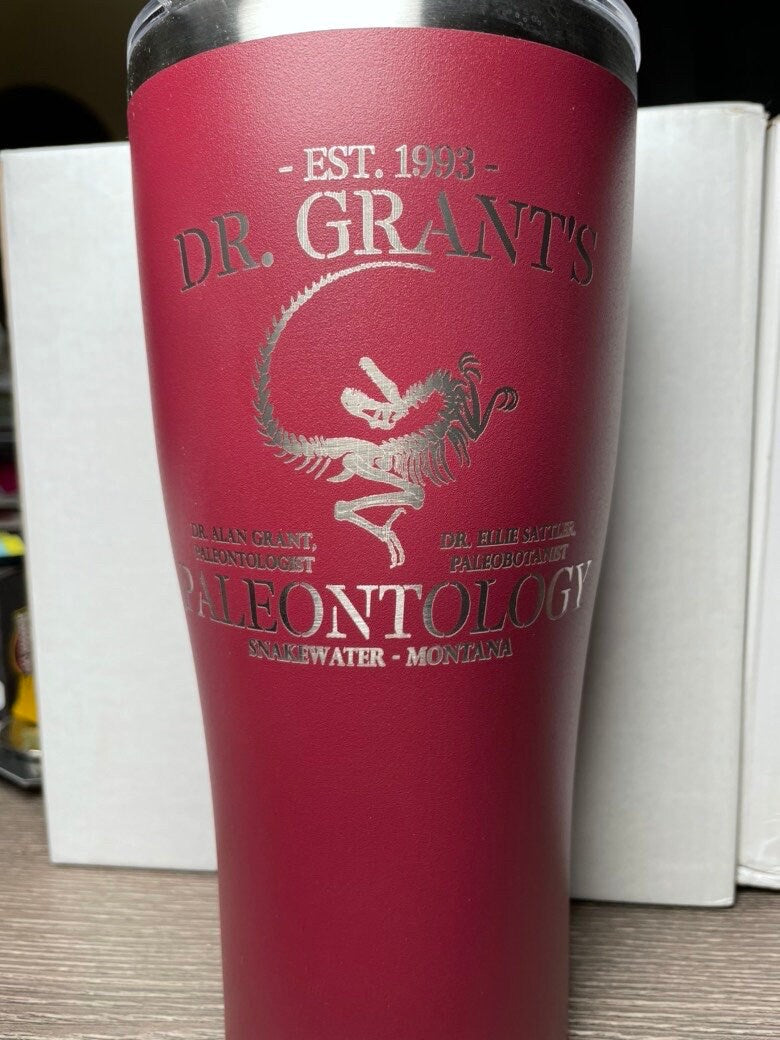 - EST. 1993 -
DR. GRANT'S
DR. ALAN GRANT,
PALEONTOLOGIST
DR. ELLIE SATTLER,
PALEOBOTANIST
PALEONTOLOGY
SNAKEWATER - MONTANA